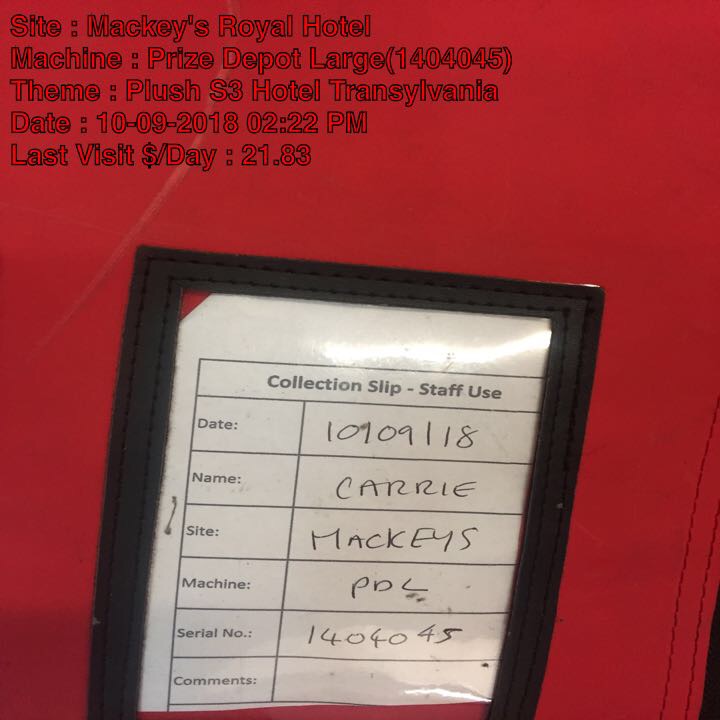 Site : Mackey's Royal Hotel
Machine : Prize Depot Large(1404045)
Theme : Plush S3 Hotel Transylvania
Date : 10-09-2018 02:22 PM
Last Visit $/Day : 21.83
Collection Slip - Staff Use
Date: 10/09/18
Name: CARRIE
Site: MACKEYS
Machine: PDL
Serial No.: 1404045
Comments: